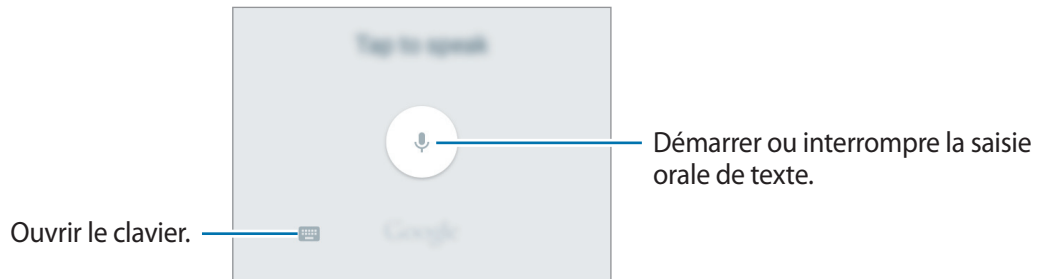 Tap to speak
Démarrer ou interrompre la saisie
orale de texte.
Ouvrir le clavier.
Google